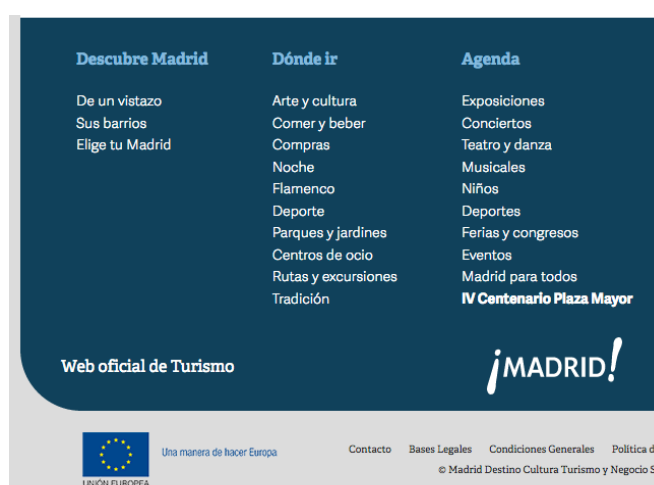 Descubre Madrid
De un vistazo
Sus barrios
Elige tu Madrid
Dónde ir
Arte y cultura
Comer y beber
Compras
Noche
Flamenco
Deporte
Parques y jardines
Centros de ocio
Rutas y excursiones
Tradición
Agenda
Exposiciones
Conciertos
Teatro y danza
Musicales
Niños
Deportes
Ferias y congresos
Eventos
Madrid para todos
IV Centenario Plaza Mayor
Web oficial de Turismo
¡MADRID!
UNIÓN EUROPEA
Una manera de hacer Europa
Contacto Bases Legales Condiciones Generales Política d
© Madrid Destino Cultura Turismo y Negocio S